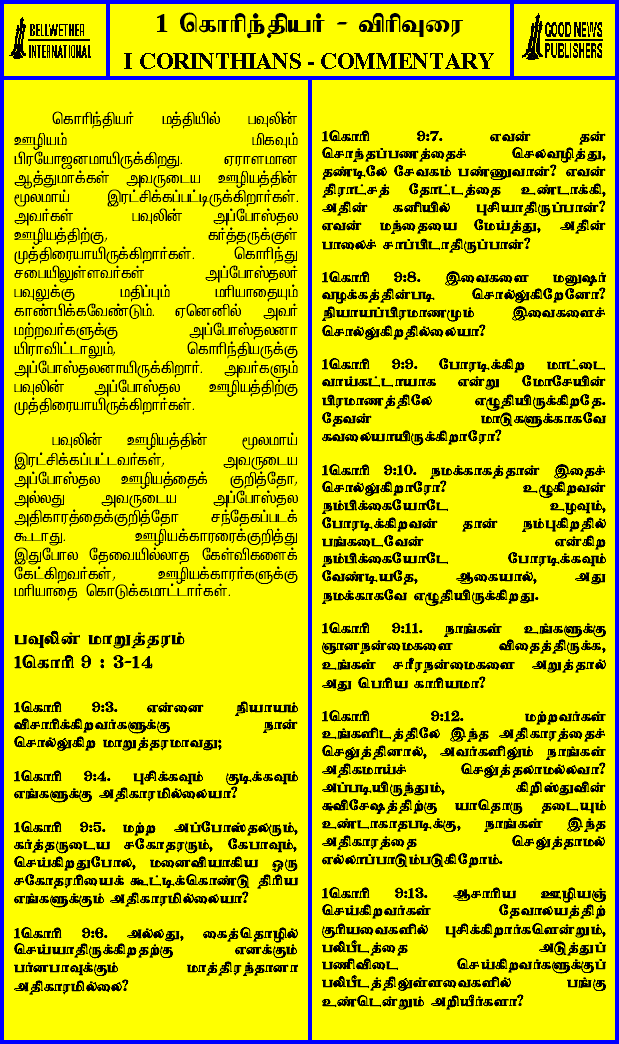 BELLWETHER
INTERNATIONAL
1 கொரிந்தியர் - விரிவுரை
I CORINTHIANS - COMMENTARY
GOOD NEWS
PUBLISHERS
கொரிந்தியர் மத்தியில் பவுலின்
ஊழியம் மிகவும்
பிரயோஜனமாயிருக்கிறது. ஏராளமான
ஆத்துமாக்கள் அவருடைய ஊழியத்தின்
மூலமாய் இரட்சிக்கப்பட்டிருக்கிறார்கள்.
அவர்கள் பவுலின் அப்போஸ்தல
ஊழியத்திற்கு, கர்த்தருக்குள்
முத்திரையாயிருக்கிறார்கள். கொரிந்து
சபையிலுள்ளவர்கள் அப்போஸ்தலர்
பவுலுக்கு மதிப்பும் மரியாதையும்
காண்பிக்கவேண்டும். ஏனெனில் அவர்
மற்றவர்களுக்கு அப்போஸ்தலனா
யிராவிட்டாலும், கொரிந்தியருக்கு
அப்போஸ்தலனாயிருக்கிறார். அவர்களும்
பவுலின் அப்போஸ்தல ஊழியத்திற்கு
முத்திரையாயிருக்கிறார்கள்.
பவுலின் ஊழியத்தின் மூலமாய்
இரட்சிக்கப்பட்டவர்கள், அவருடைய
அப்போஸ்தல ஊழியத்தைக் குறித்தோ,
அல்லது அவருடைய அப்போஸ்தல
அதிகாரத்தைக்குறித்தோ சந்தேகப்படக்
கூடாது. ஊழியக்காரரைக்குறித்து
இதுபோல தேவையில்லாத கேள்விகளைக்
கேட்கிறவர்கள், ஊழியக்காரர்களுக்கு
மரியாதை கொடுக்கமாட்டார்கள்.
பவுலின் மாறுத்தரம்
1கொரி 9 : 3-14
1கொரி 9:3. என்னை நியாயம்
விசாரிக்கிறவர்களுக்கு நான்
சொல்லுகிற மாறுத்தரமாவது;
1கொரி 9:4. புசிக்கவும் குடிக்கவும்
எங்களுக்கு அதிகாரமில்லையா?
1கொரி 9:5. மற்ற அப்போஸ்தலரும்,
கர்த்தருடைய சகோதரரும், கேபாவும்,
செய்கிறதுபோல, மனைவியாகிய ஒரு
சகோதரியைக் கூட்டிக்கொண்டு திரிய
எங்களுக்கும் அதிகாரமில்லையா?
1கொரி 9:6. அல்லது, கைத்தொழில்
செய்யாதிருக்கிறதற்கு எனக்கும்
பர்னபாவுக்கும் மாத்திரந்தானா
அதிகாரமில்லை?
1கொரி 9:7. எவன் தன்
சொந்தப்பணத்தைச் செலவழித்து,
தண்டிலே சேவகம் பண்ணுவான்? எவன்
திராட்சத் தோட்டத்தை உண்டாக்கி,
அதின் கனியில் புசியாதிருப்பான்?
எவன் மந்தையை மேய்த்து, அதின்
பாலைச் சாப்பிடாதிருப்பான்?
1கொரி 9:8. இவைகளை மனுஷர்
வழக்கத்தின்படி சொல்லுகிறேனோ?
நியாயப்பிரமாணமும் இவைகளைச்
சொல்லுகிறதில்லையா?
1கொரி 9:9. போரடிக்கிற மாட்டை
வாய்கட்டாயாக என்று மோசேயின்
பிரமாணத்திலே எழுதியிருக்கிறதே.
தேவன் மாடுகளுக்காகவே
கவலையாயிருக்கிறாரோ?
1கொரி 9:10. நமக்காகத்தான் இதைச்
சொல்லுகிறாரோ? உழுகிறவன்
நம்பிக்கையோடே உழவும்,
போரடிக்கிறவன் தான் நம்புகிறதில்
பங்கடைவேன் என்கிற
நம்பிக்கையோடே போரடிக்கவும்
வேண்டியதே, ஆகையால், அது
நமக்காகவே எழுதியிருக்கிறது.
1கொரி 9:11. நாங்கள் உங்களுக்கு
ஞானநன்மைகளை விதைத்திருக்க,
உங்கள் சரீரநன்மைகளை அறுத்தால்
அது பெரிய காரியமா?
1கொரி 9:12. மற்றவர்கள்
உங்களிடத்திலே இந்த அதிகாரத்தைச்
செலுத்தினால், அவர்களிலும் நாங்கள்
அதிகமாய்ச் செலுத்தலாமல்லவா?
அப்படியிருந்தும், கிறிஸ்துவின்
சுவிசேஷத்திற்கு யாதொரு தடையும்
உண்டாகாதபடிக்கு, நாங்கள் இந்த
அதிகாரத்தை செலுத்தாமல்
எல்லாப்பாடும்படுகிறோம்.
1கொரி 9:13. ஆசாரிய ஊழியஞ்
செய்கிறவர்கள் தேவாலயத்திற்
குரியவைகளில் புசிக்கிறார்களென்றும்,
பலிபீடத்தை அடுத்துப்
பணிவிடை செய்கிறவர்களுக்குப்
பலிபீடத்திலுள்ளவைகளில் பங்கு
உண்டென்றும் அறியீர்களா?